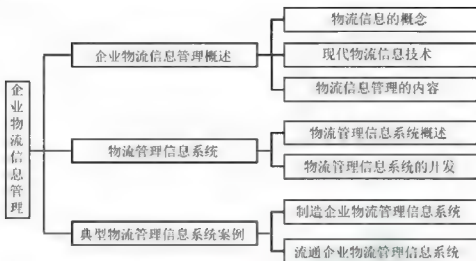 企业物流信息管理
企业物流信息管理概述
物流信息的概念
现代物流信息技术
物流信息管理的内容
物流管理信息系统
物流管理信息系统概述
物流管理信息系统的开发
典型物流管理信息系统案例
制造企业物流管理信息系统
流通企业物流管理信息系统